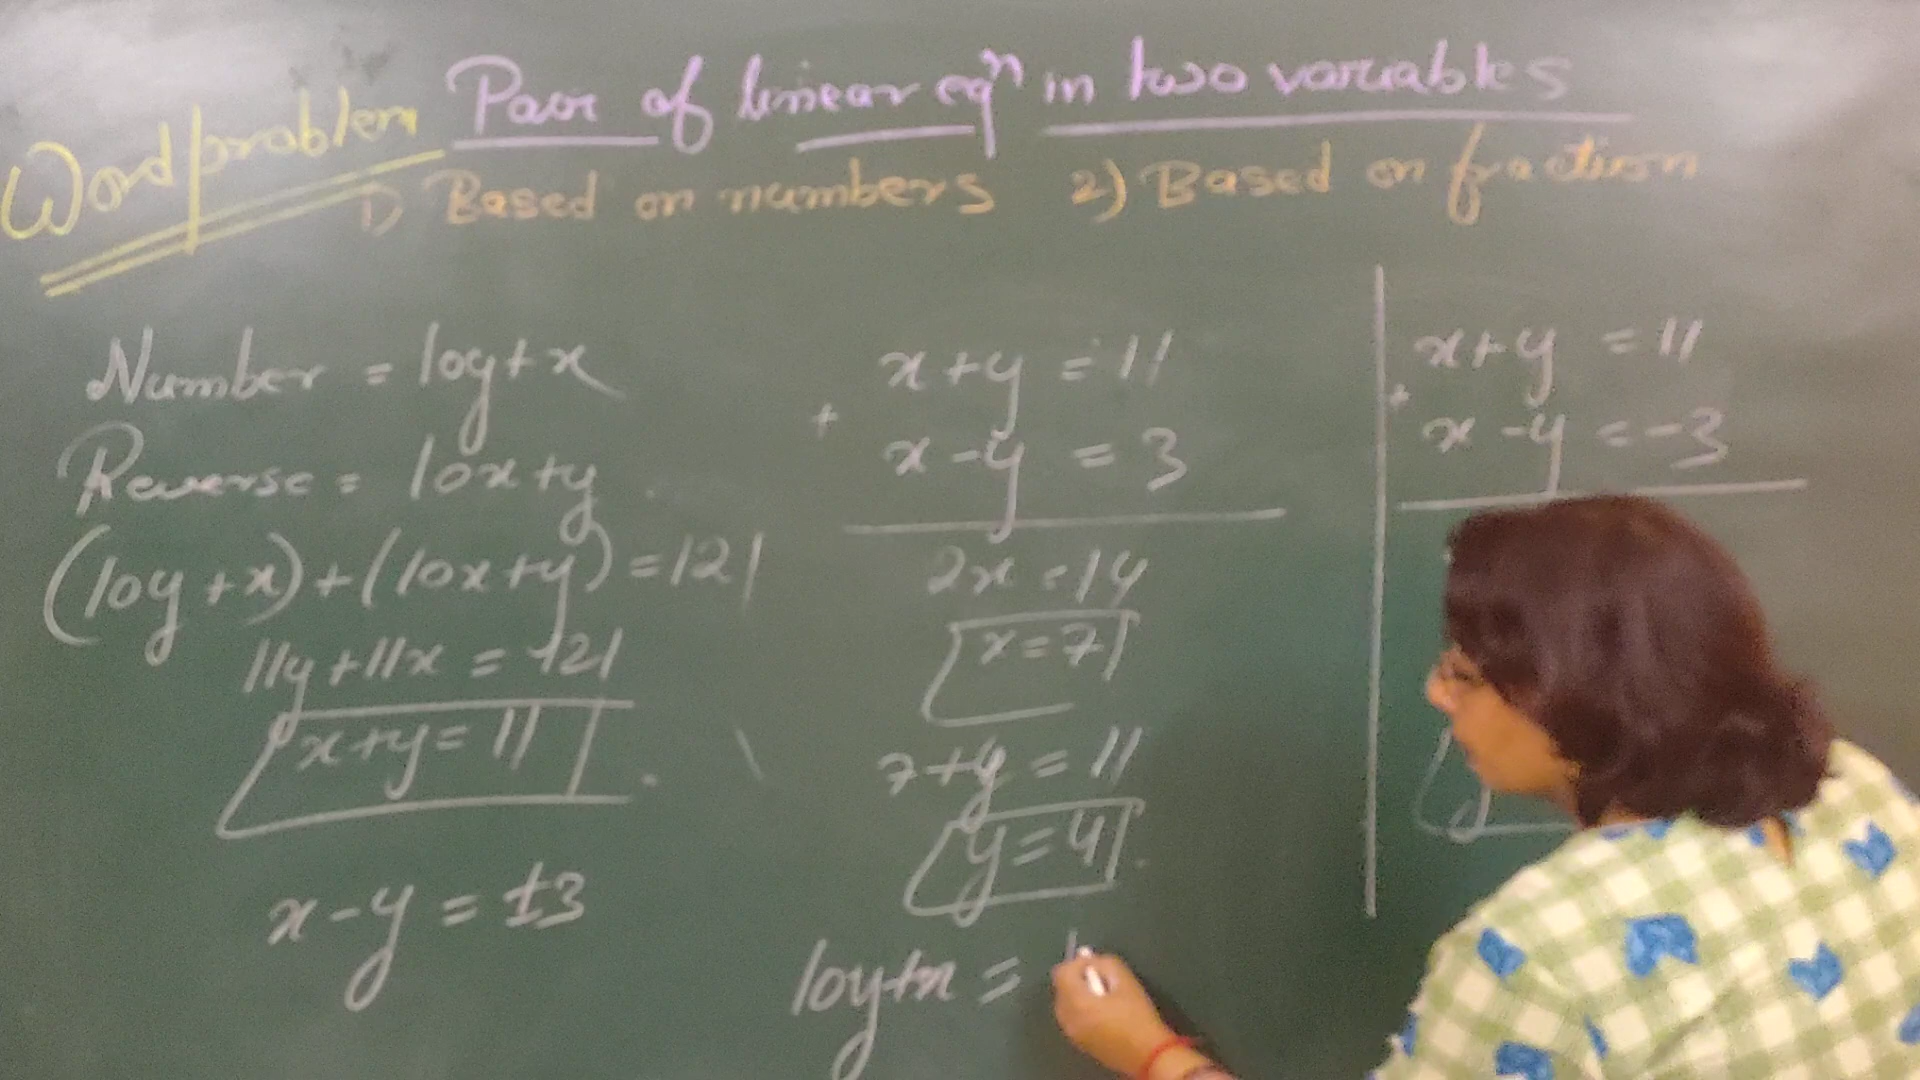 Word problem
Pair of linear eqⁿ in two variables
1) Based on numbers 2) Based on fraction
Number = 10y+x
Reverse = 10x+y
(10y+x)+(10x+y)=121
11y+11x = 121
x+y = 11
x-y = ±3
x+y = 11
+
x-y = 3
2x = 14
x=7
7+y = 11
y=4
10y+x =
x+y = 11
+
x-y = -3
y